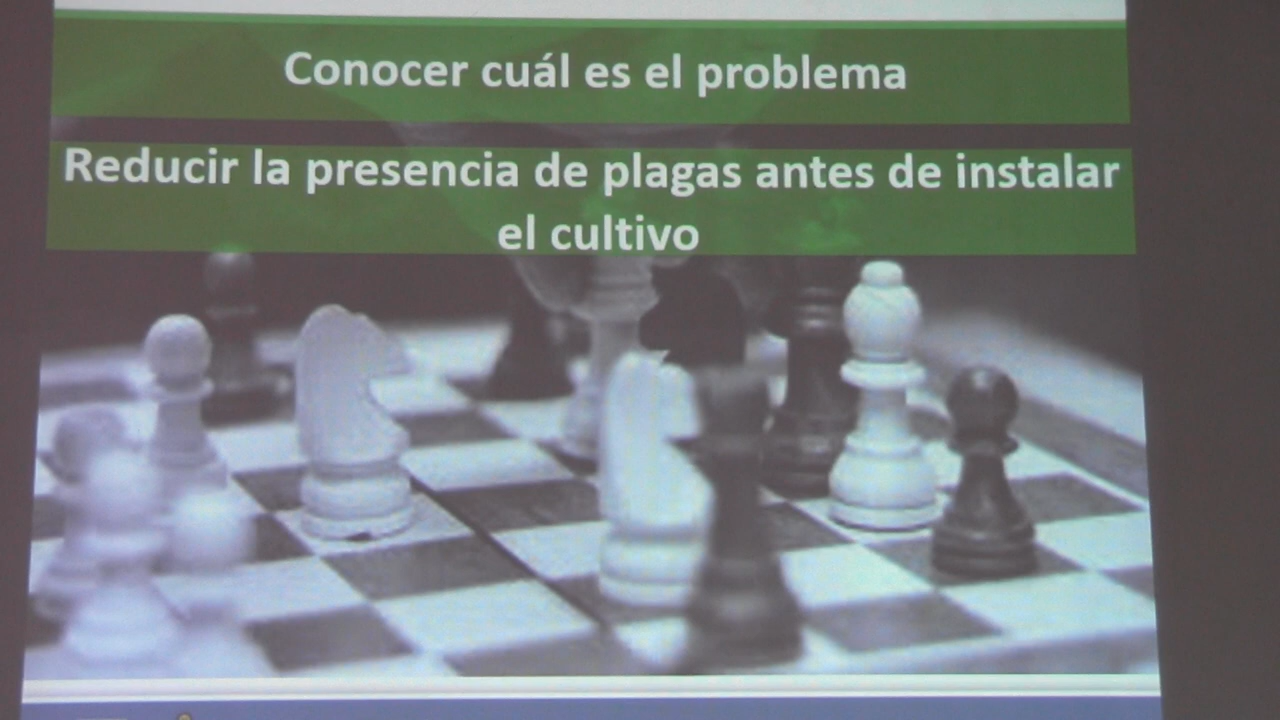 Conocer cuál es el problema
Reducir la presencia de plagas antes de instalar
el cultivo